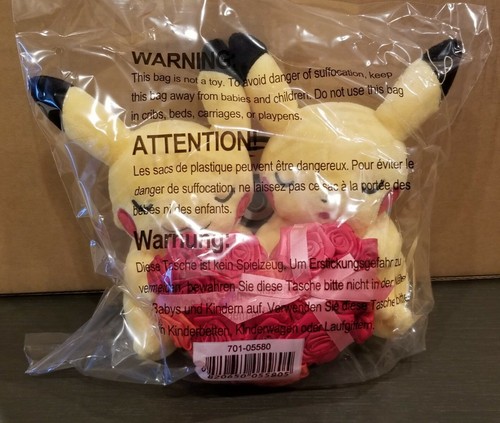 WARNING:
This bag is not a toy. To avoid danger of suffocation, keep
this bag away from babies and children. Do not use this bag
in cribs, beds, carriages, or playpens.
ATTENTION!
Les sacs de plastique peuvent être dangereux. Pour éviter le
danger de suffocation, ne laissez pas ce sac à la portée des
bébés ni des enfants.
Warnung:
Diese Tasche ist kein Spielzeug. Um Erstickungsgefahr zu
vermeiden, bewahren Sie diese Tasche bitte nicht in der
Babys und Kindern auf. Verwenden Sie diese Tasche bitte
in Kinderbetten, Kinderwagen oder Laufgittern.
701-05580